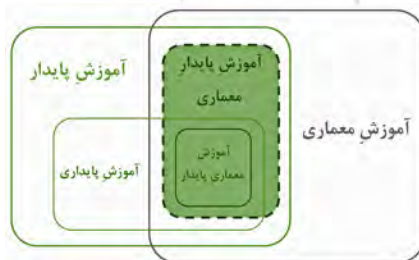 آموزشِ پایدارِ
معماری
آموزشِ پایدار
آموزشِ معماری
آموزش
معماری پایدار
آموزشِ پایداری